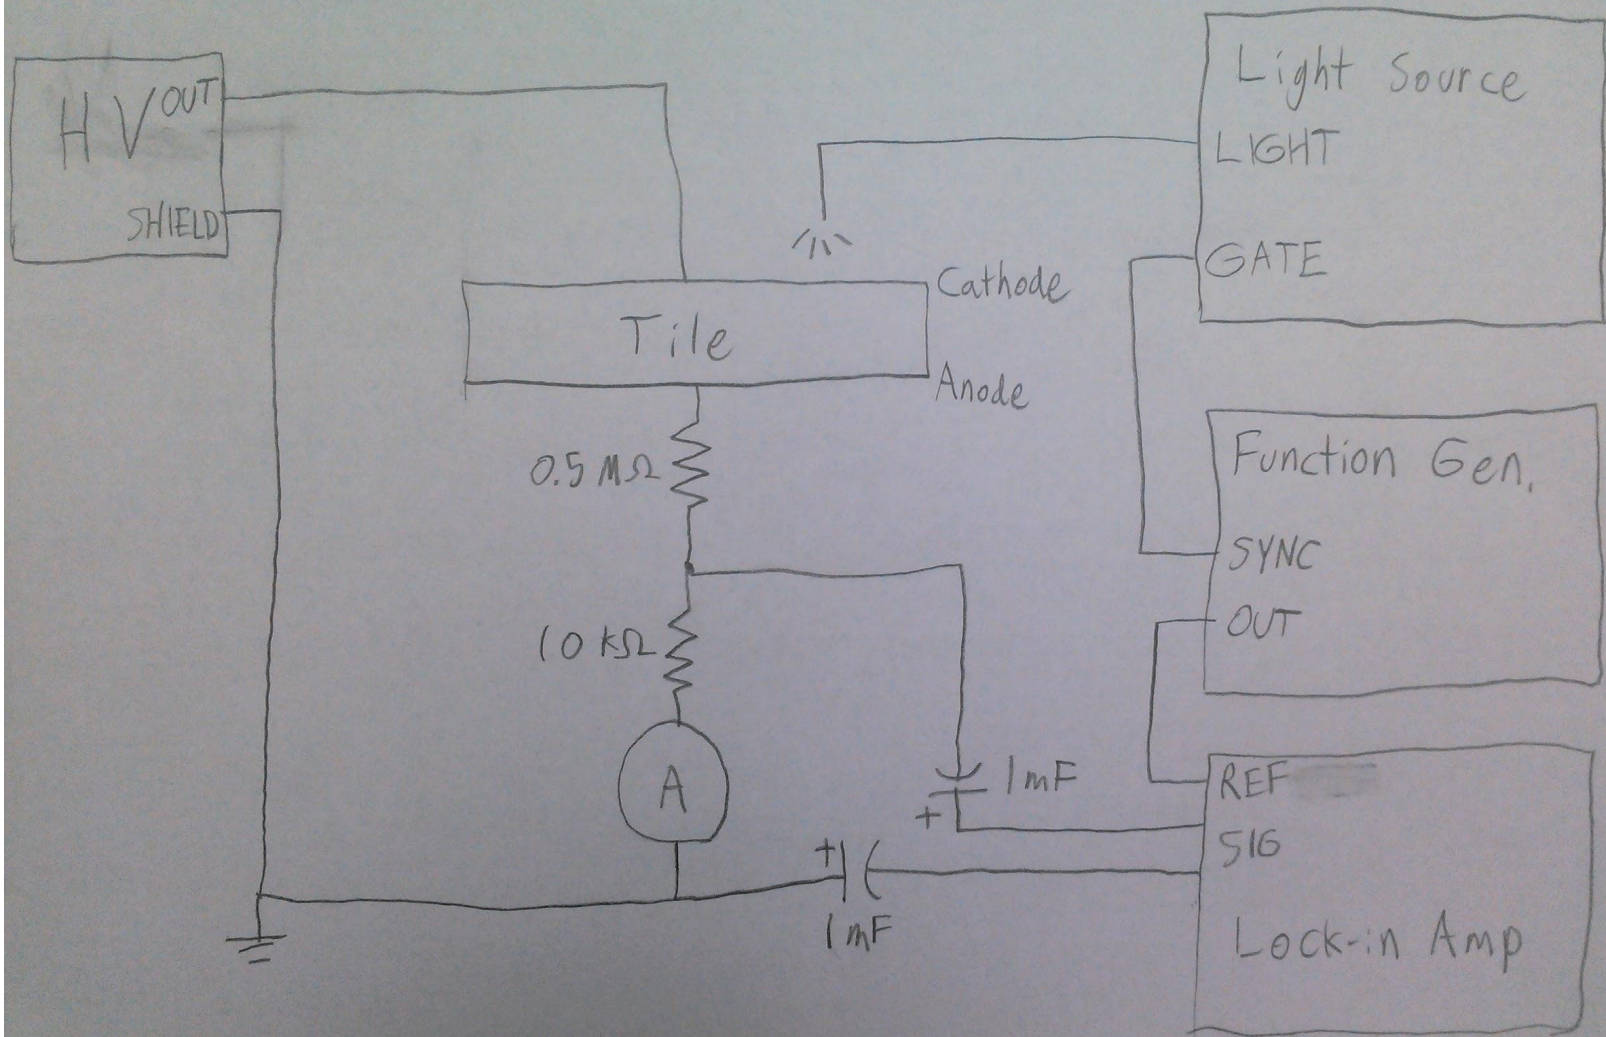 HV OUT
SHIELD
Light Source
LIGHT
GATE
Cathode
Tile
Anode
0.5 MΩ
Function Gen.
SYNC
OUT
10 kΩ
A
1mF
+
REF
SIG
+
1mF
Lock-in Amp